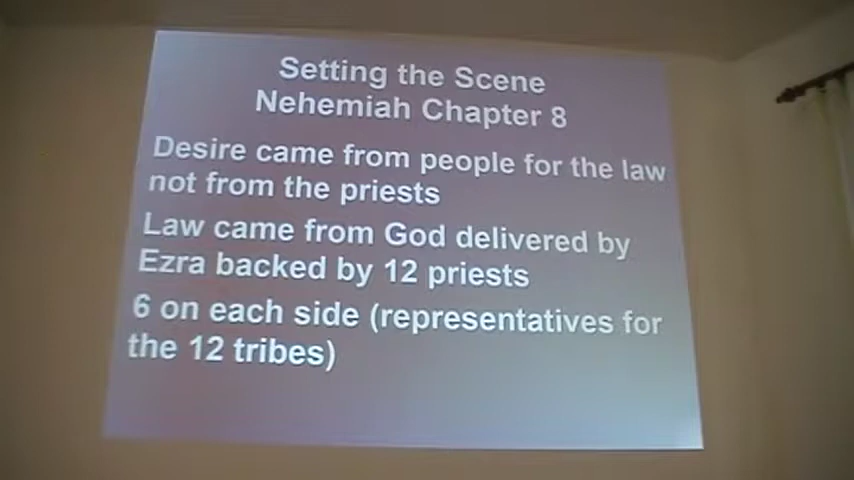 Setting the Scene
Nehemiah Chapter 8
Desire came from people for the law
not from the priests
Law came from God delivered by
Ezra backed by 12 priests
6 on each side (representatives for
the 12 tribes)